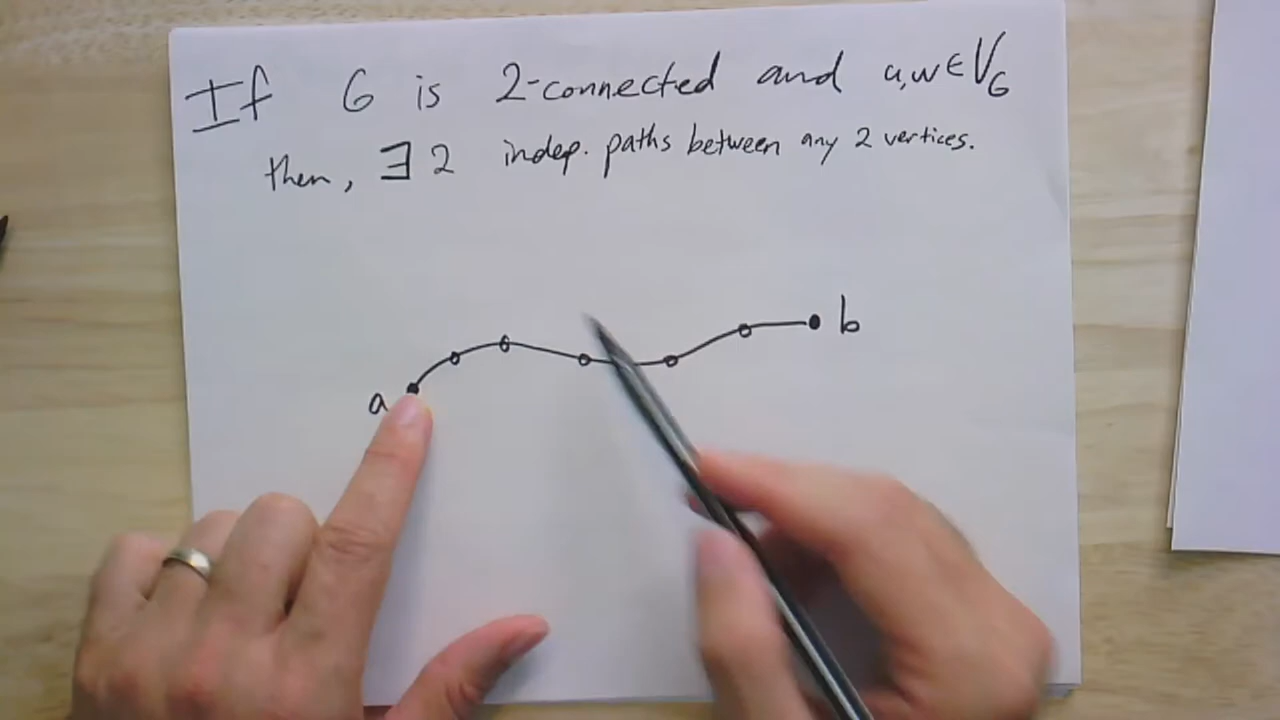 If G is 2-connected and u,w∈V_G
then, ∃ 2 indep. paths between any 2 vertices.
b
a